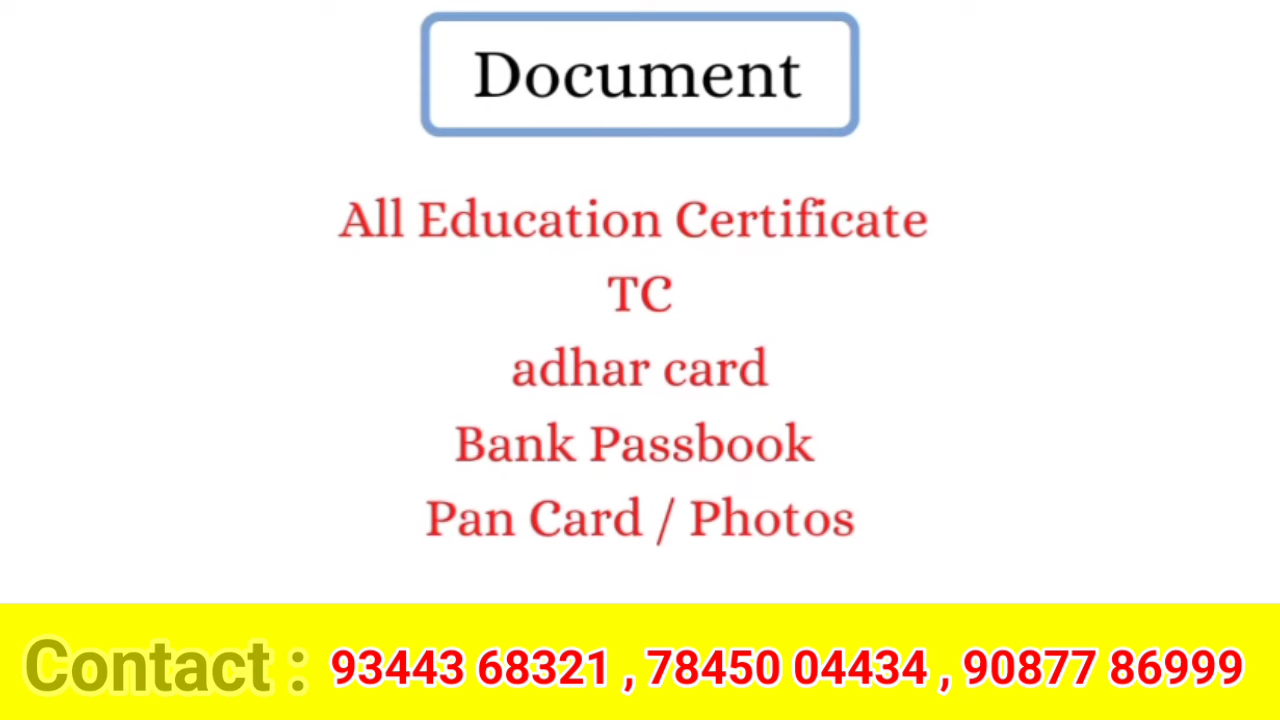 Document
All Education Certificate
TC
adhar card
Bank Passbook
Pan Card / Photos
Contact : 93443 68321 , 78450 04434 , 90877 86999